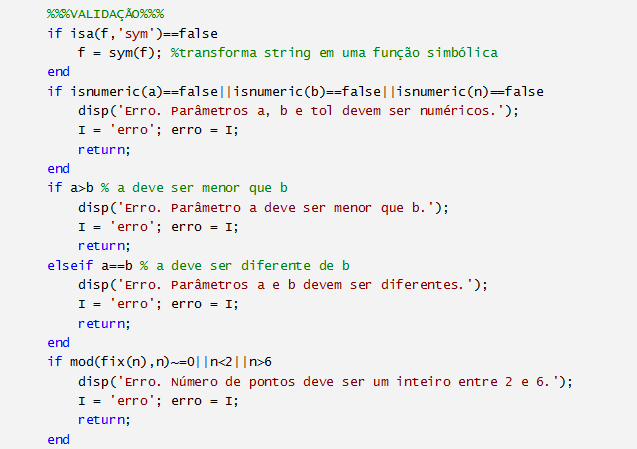 %%%VALIDAÇÃO%%%
if isa(f,'sym')==false
    f = sym(f); %transforma string em uma função simbólica
end
if isnumeric(a)==false||isnumeric(b)==false||isnumeric(n)==false
    disp('Erro. Parâmetros a, b e tol devem ser numéricos.');
    I = 'erro'; erro = I;
    return;
end
if a>b % a deve ser menor que b
    disp('Erro. Parâmetro a deve ser menor que b.');
    I = 'erro'; erro = I;
    return;
elseif a==b % a deve ser diferente de b
    disp('Erro. Parâmetros a e b devem ser diferentes.');
    I = 'erro'; erro = I;
    return;
end
if mod(fix(n),n)~=0||n<2||n>6
    disp('Erro. Número de pontos deve ser um inteiro entre 2 e 6.');
    I = 'erro'; erro = I;
    return;
end